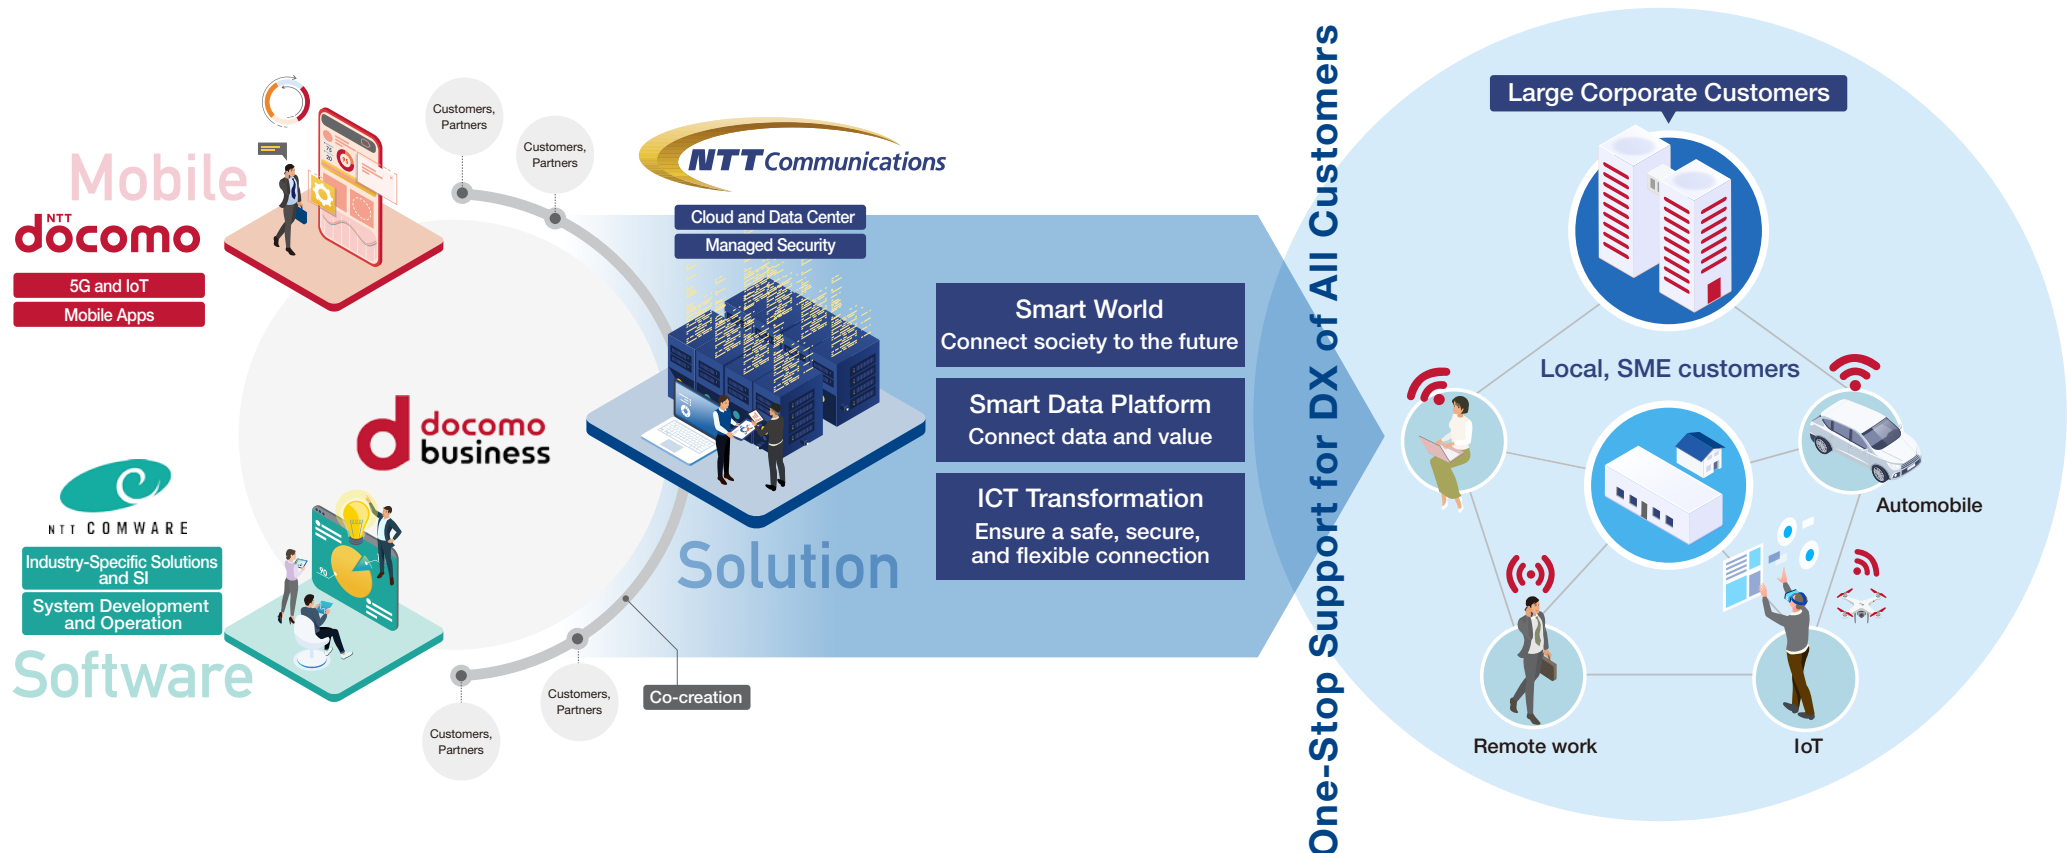 Mobile
NTT
docomo
5G and IoT
Mobile Apps
NTT COMWARE
Industry-Specific Solutions
and SI
System Development
and Operation
Software
Customers,
Partners
Customers,
Partners
docomo
business
Customers,
Partners
Customers,
Partners
Co-creation
NTT Communications
Cloud and Data Center
Managed Security
Solution
Smart World
Connect society to the future
Smart Data Platform
Connect data and value
ICT Transformation
Ensure a safe, secure,
and flexible connection
One-Stop Support for DX of All Customers
Large Corporate Customers
Local, SME customers
Automobile
Remote work
IoT